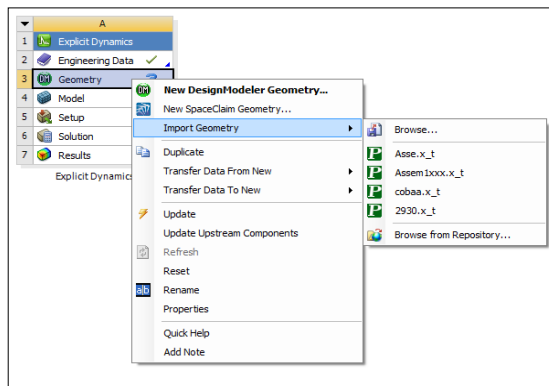 A
1 Explicit Dynamics
2 Engineering Data
3 Geometry
4 Model
5 Setup
6 Solution
7 Results
Explicit Dynamics
New DesignModeler Geometry...
New SpaceClaim Geometry...
Import Geometry
Duplicate
Transfer Data From New
Transfer Data To New
Update
Update Upstream Components
Refresh
Reset
Rename
Properties
Quick Help
Add Note
Browse...
Asse.x_t
Assem1xxx.x_t
cobaa.x_t
2930.x_t
Browse from Repository...